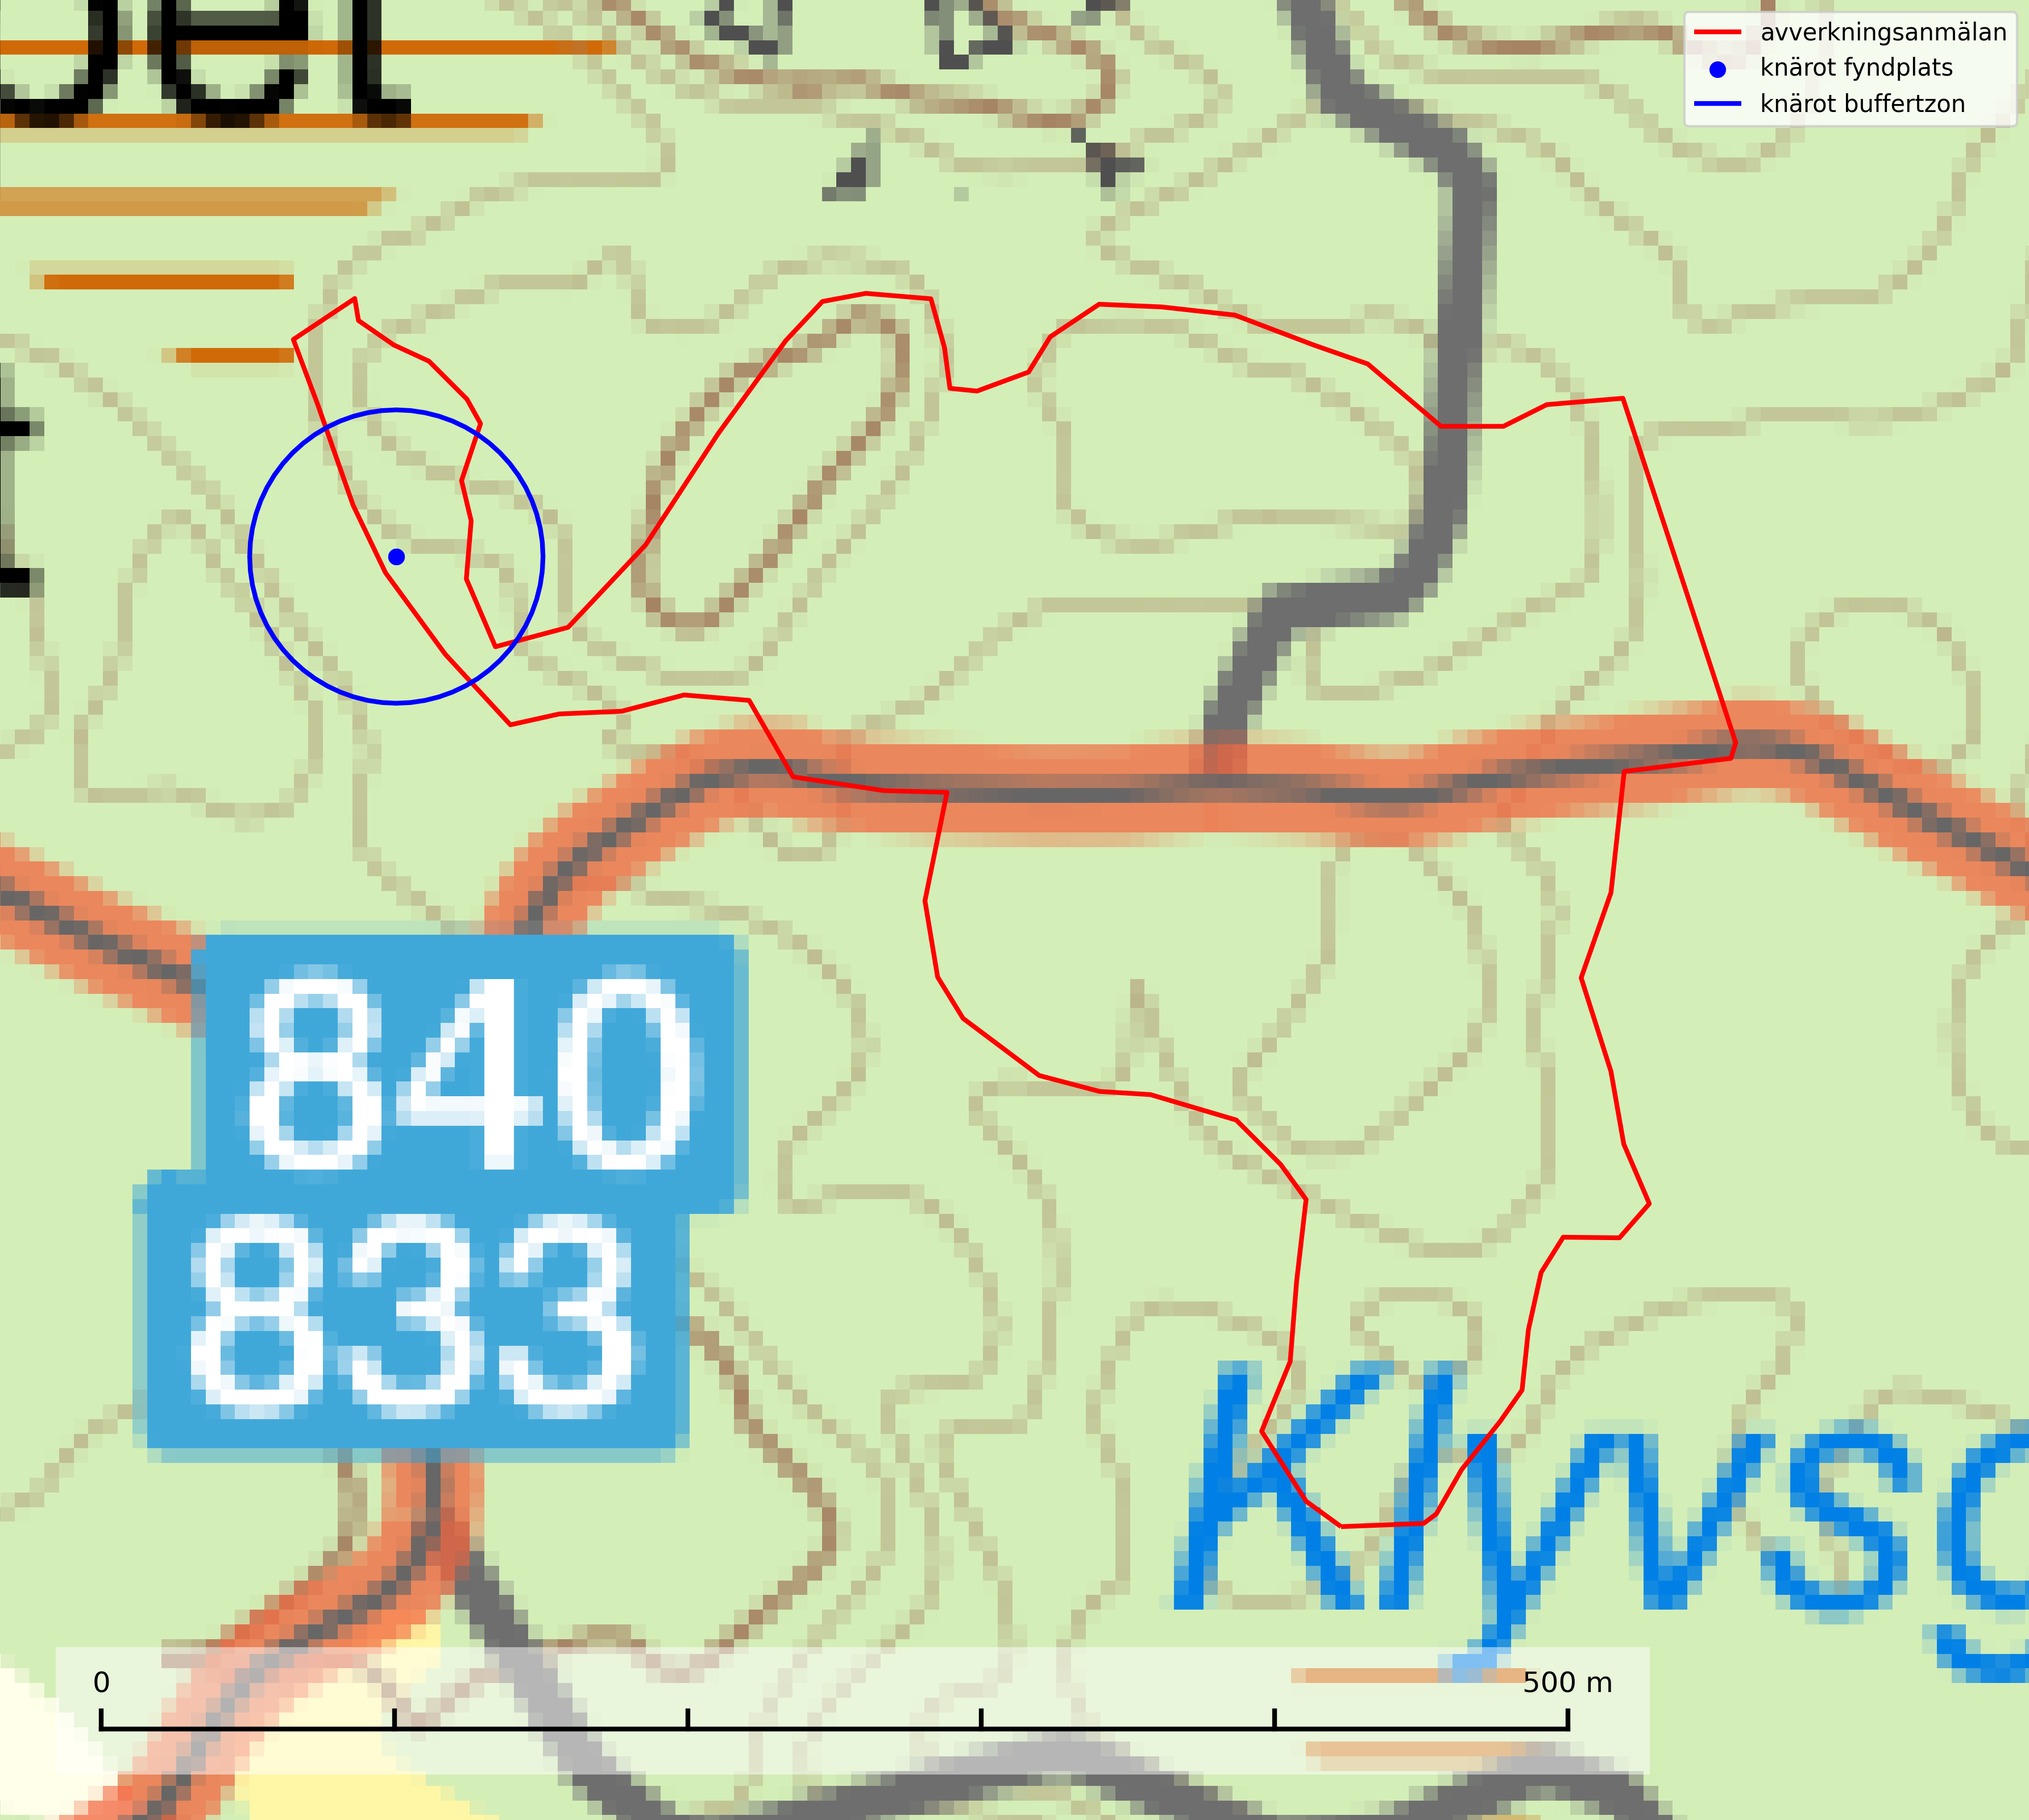 avverkningsanmälan
knärot fyndplats
knärot buffertzon
840
833
0 500 m